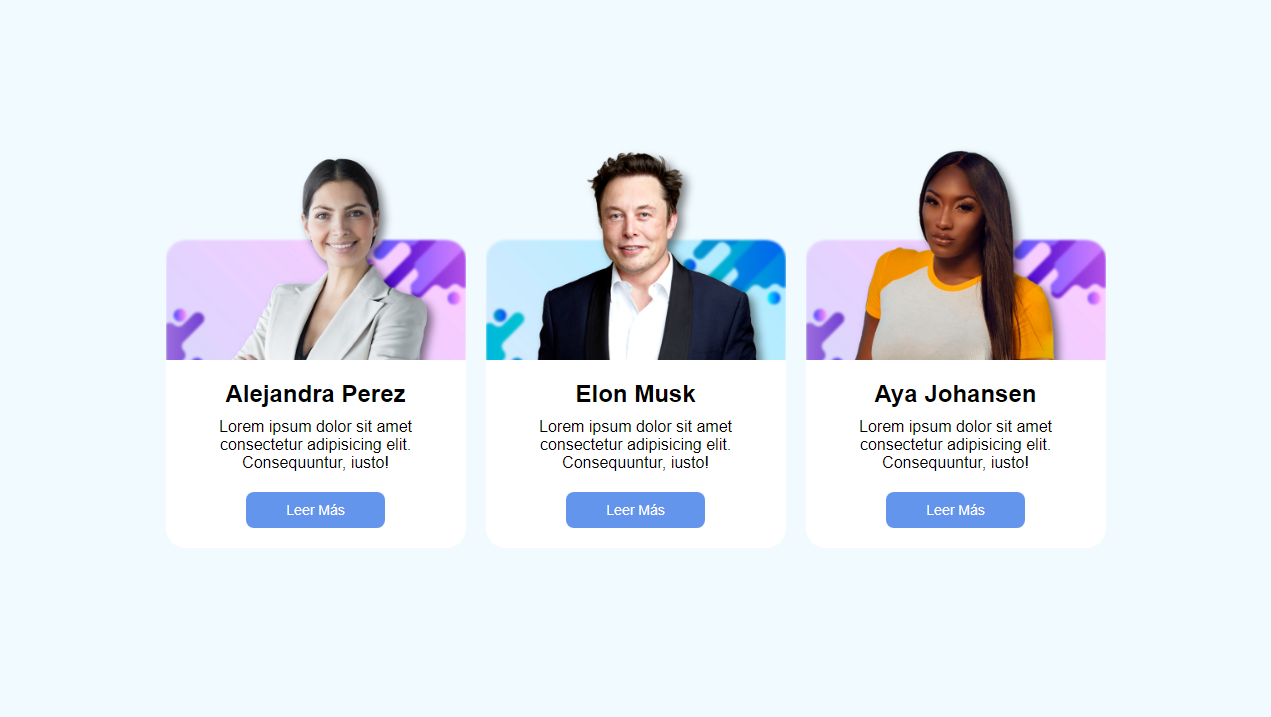 Alejandra Perez
Lorem ipsum dolor sit amet
consectetur adipisicing elit.
Consequuntur, iusto!
Leer Más
Elon Musk
Lorem ipsum dolor sit amet
consectetur adipisicing elit.
Consequuntur, iusto!
Leer Más
Aya Johansen
Lorem ipsum dolor sit amet
consectetur adipisicing elit.
Consequuntur, iusto!
Leer Más